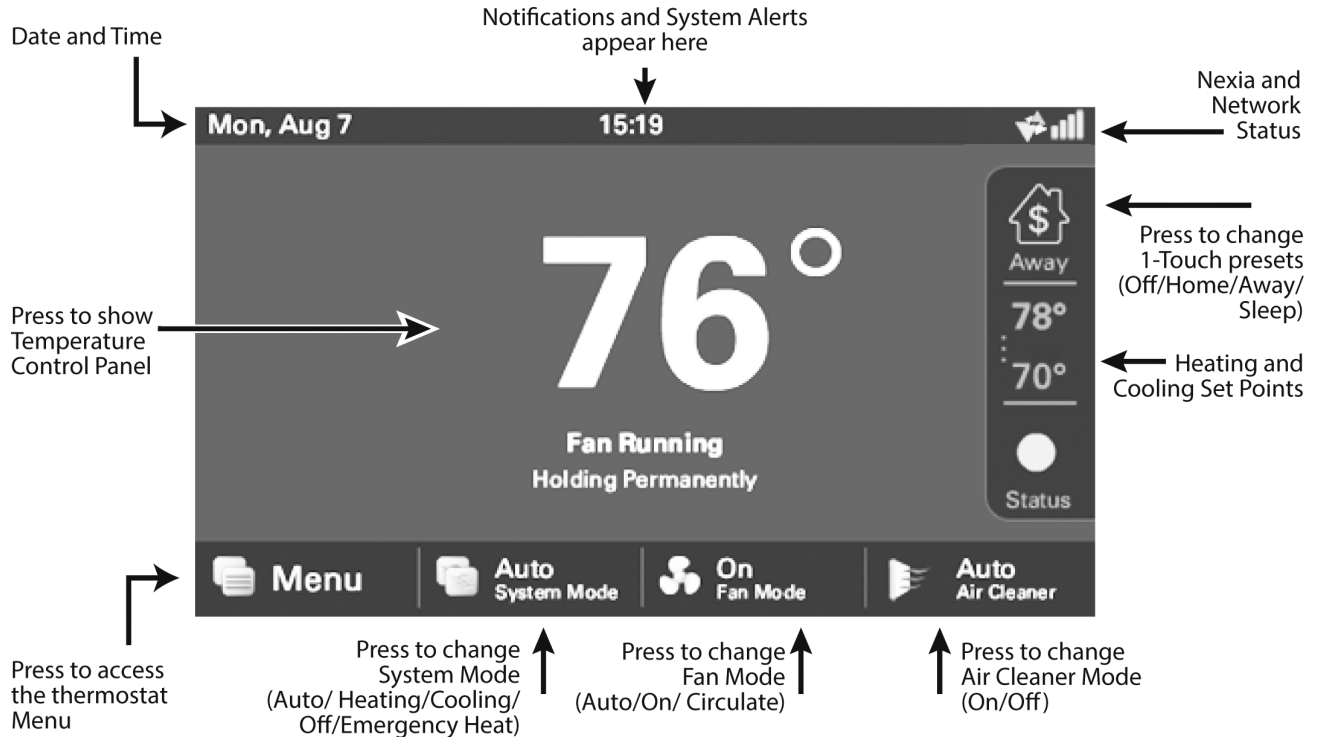 Notifications and System Alerts
appear here
Date and Time
Nexia and
Network
Status
Mon, Aug 7
15:19
76°
Fan Running
Holding Permanently
$
Away
78°
70°
Status
Press to change
1-Touch presets
(Off/Home/Away/
Sleep)
Heating and
Cooling Set Points
Press to show
Temperature
Control Panel
Menu
Auto
System Mode
On
Fan Mode
Auto
Air Cleaner
Press to access
the thermostat
Menu
Press to change
System Mode
(Auto/ Heating/Cooling/
Off/Emergency Heat)
Press to change
Fan Mode
(Auto/On/ Circulate)
Press to change
Air Cleaner Mode
(On/Off)